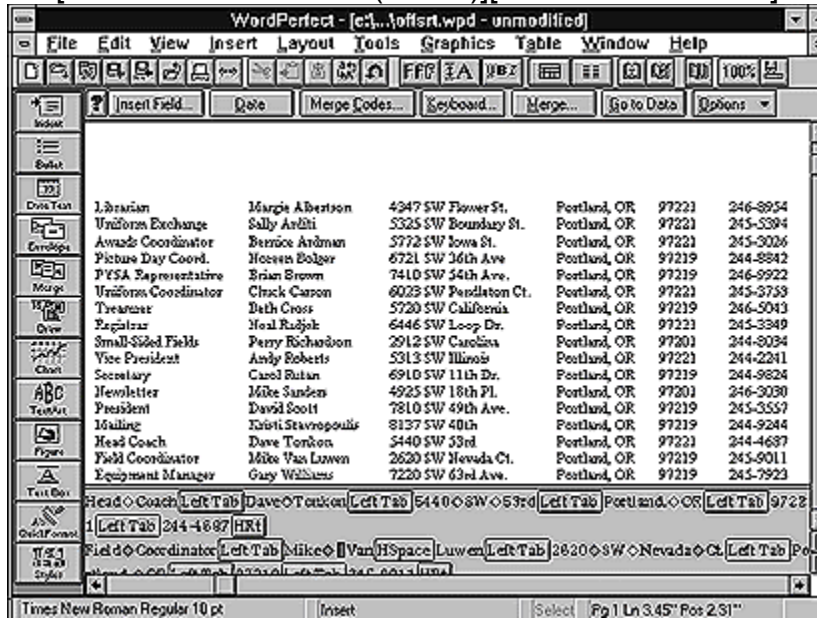 WordPerfect - [c:\...\offsrt.wpd - unmodified]
File Edit View Insert Layout Tools Graphics Table Window Help
100%
? Insert Field... Date Merge Codes... Keyboard... Merge... Go to Data Options
Indent
Bullet
Date Text
Envelope
Merge
Draw
Chart
TextArt
Figure
Text Box
QuickFormat
Styles
Librarian Margie Albertson 4347 SW Flower St. Portland, OR 97221 246-8954
Uniform Exchange Sally Arditi 5325 SW Boundary St. Portland, OR 97221 245-5394
Awards Coordinator Bernice Ardman 5772 SW Iowa St. Portland, OR 97221 245-3026
Picture Day Coord. Noreen Bolger 6721 SW 36th Ave Portland, OR 97219 244-8842
PYSA Representative Brian Brown 7410 SW 54th Ave. Portland, OR 97219 246-9922
Uniform Coordinator Chuck Carson 6023 SW Pendleton Ct. Portland, OR 97221 245-3753
Treasurer Beth Cross 5720 SW California Portland, OR 97219 246-5043
Registrar Neal 6446 SW Loop Dr. Portland, OR 97221 245-3349
Small-Sided Fields Perry Richardson 2912 SW Carolina Portland, OR 97201 244-8034
Vice President Andy Roberts 5313 SW Illinois Portland, OR 97221 244-2241
Secretary Carol Rutan 6910 SW 11th Dr. Portland, OR 97219 244-9824
Newsletter Mike Sanders 4925 SW 18th Pl. Portland, OR 97201 246-3030
President David Scott 7810 SW 49th Ave. Portland, OR 97219 245-3557
Mailing Kristi Stavropoulis 8137 SW 40th Portland, OR 97219 244-9244
Head Coach Dave Tonkon 5440 SW 53rd Portland, OR 97221 244-4687
Field Coordinator Mike Van Luwen 2620 SW Nevada Ct. Portland, OR 97219 245-9011
Equipment Manager Gary Williams 7220 SW 63rd Ave. Portland, OR 97219 245-7923
Head◇Coach Left Tab Dave◇Tonkon Left Tab 5440◇SW◇53rd Left Tab Portland,◇OR Left Tab 9722
1 Left Tab 244-4687 HRt
Field◇Coordinator Left Tab Mike◇ Van HSpace Luwen Left Tab 2620◇SW◇Nevada◇Ct. Left Tab Po
Times New Roman Regular 10 pt Insert Select Pg 1 Ln 3.45" Pos 2.31"